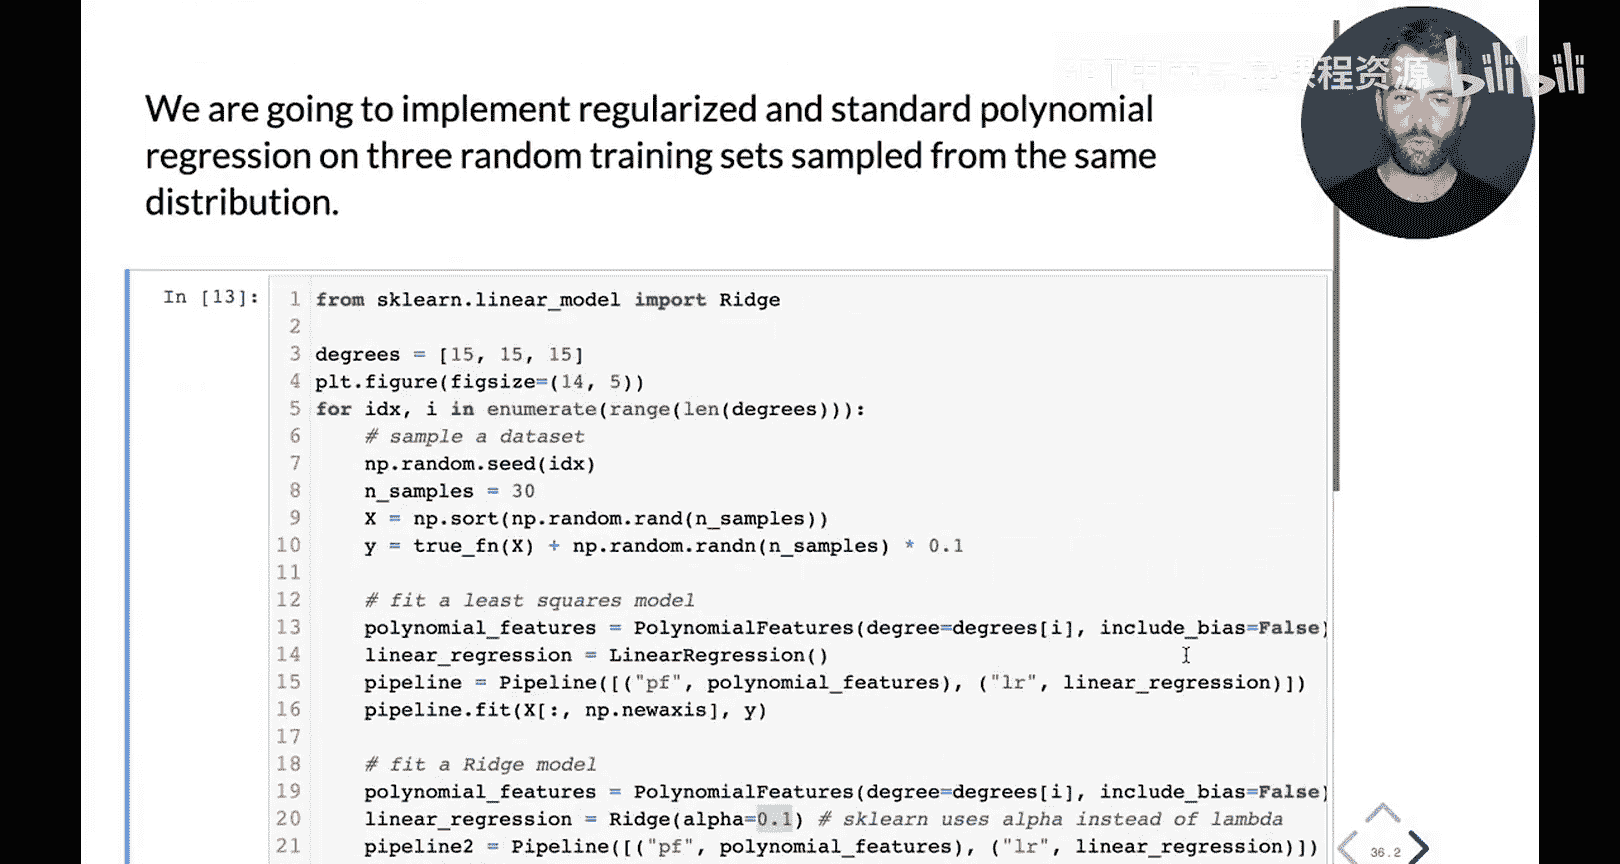 课程资源 bilibili
We are going to implement regularized and standard polynomial
regression on three random training sets sampled from the same
distribution.
In [13]:
1 from sklearn.linear_model import Ridge
2
3 degrees = [15, 15, 15]
4 plt.figure(figsize=(14, 5))
5 for idx, i in enumerate(range(len(degrees))):
6 # sample a dataset
7 np.random.seed(idx)
8 n_samples = 30
9 X = np.sort(np.random.rand(n_samples))
10 y = true_fn(X) + np.random.randn(n_samples) * 0.1
11
12 # fit a least squares model
13 polynomial_features = PolynomialFeatures(degree=degrees[i], include_bias=False)
14 linear_regression = LinearRegression()
15 pipeline = Pipeline([("pf", polynomial_features), ("lr", linear_regression)])
16 pipeline.fit(X[:, np.newaxis], y)
17
18 # fit a Ridge model
19 polynomial_features = PolynomialFeatures(degree=degrees[i], include_bias=False)
20 linear_regression = Ridge(alpha=0.1) # sklearn uses alpha instead of lambda
21 pipeline2 = Pipeline([("pf", polynomial_features), ("lr", linear_regression)])
36.2